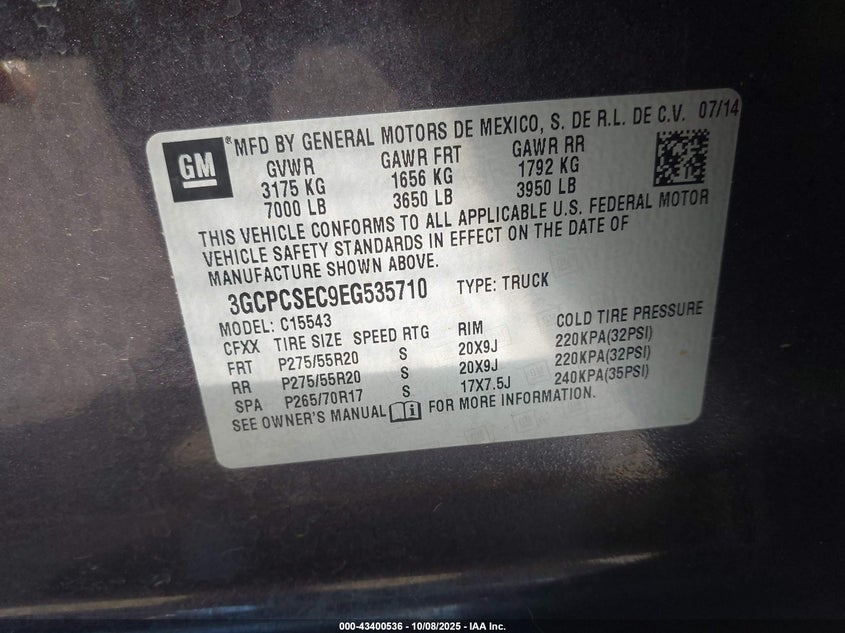 GM
® MFD BY GENERAL MOTORS DE MEXICO, S. DE R.L. DE C.V. 07/14
GVWR GAWR FRT GAWR RR
3175 KG 1656 KG 1792 KG
7000 LB 3650 LB 3950 LB
THIS VEHICLE CONFORMS TO ALL APPLICABLE U.S. FEDERAL MOTOR
VEHICLE SAFETY STANDARDS IN EFFECT ON THE DATE OF
MANUFACTURE SHOWN ABOVE.
3GCPCSEC9EG535710 TYPE: TRUCK
MODEL: C15543
CFXX TIRE SIZE SPEED RTG RIM COLD TIRE PRESSURE
FRT P275/55R20 S 20X9J 220KPA(32PSI)
RR P275/55R20 S 20X9J 220KPA(32PSI)
SPA P265/70R17 S 17X7.5J 240KPA(35PSI)
SEE OWNER'S MANUAL FOR MORE INFORMATION.
000-43400536 - 10/08/2025 - IAA Inc.